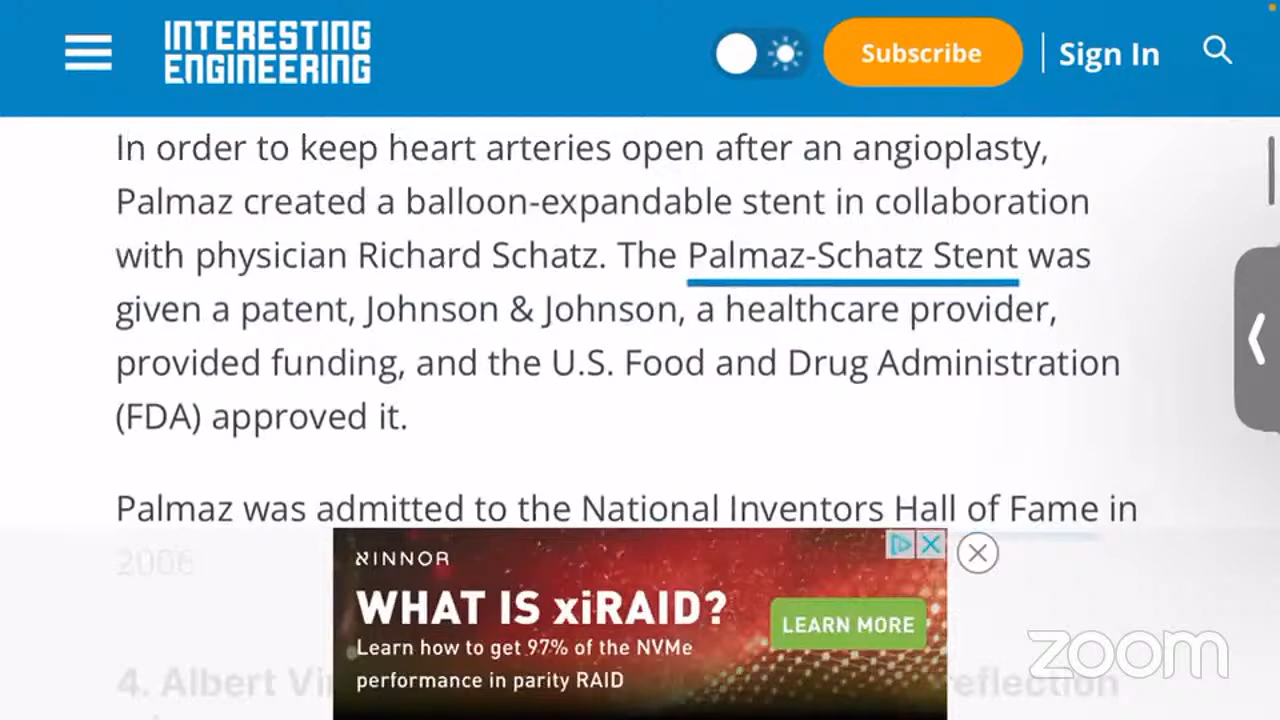 INTERESTING
ENGINEERING
Subscribe
Sign In
In order to keep heart arteries open after an angioplasty,
Palmaz created a balloon-expandable stent in collaboration
with physician Richard Schatz. The Palmaz-Schatz Stent was
given a patent, Johnson & Johnson, a healthcare provider,
provided funding, and the U.S. Food and Drug Administration
(FDA) approved it.
Palmaz was admitted to the National Inventors Hall of Fame in
2006
XINNOR
WHAT IS xiRAID?
Learn how to get 97% of the NVMe
performance in parity RAID
LEARN MORE
4. Albert
zoom